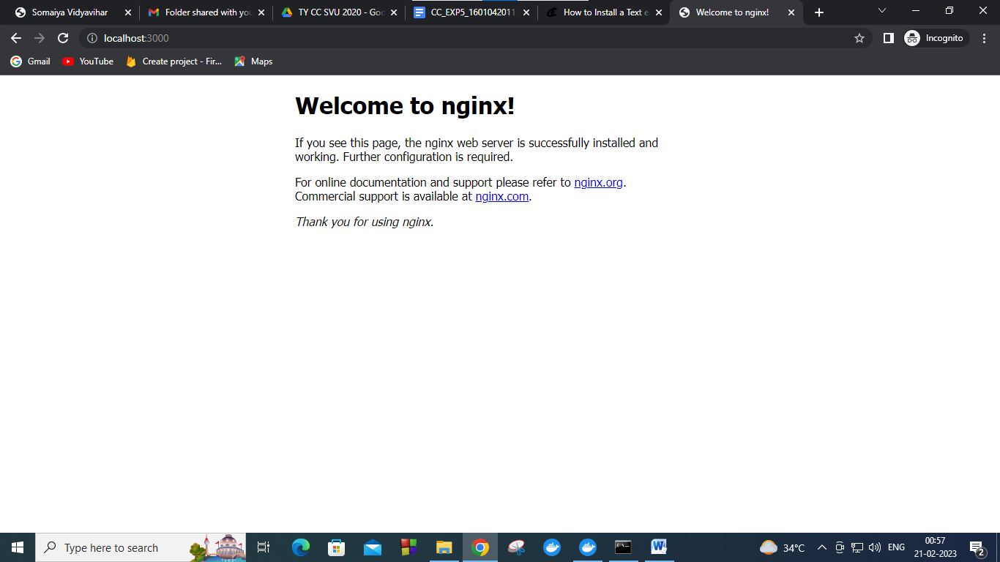 Somaiya Vidyavihar
Folder shared with you
TY CC SVU 2020 - Goo
CC_EXP5_1601042011
How to Install a Text e
Welcome to nginx!
localhost:3000
Incognito
Gmail
YouTube
Create project - Fir...
Maps
Welcome to nginx!
If you see this page, the nginx web server is successfully installed and
working. Further configuration is required.
For online documentation and support please refer to nginx.org.
Commercial support is available at nginx.com.
Thank you for using nginx.
Type here to search
34°C
ENG
00:57
21-02-2023
2